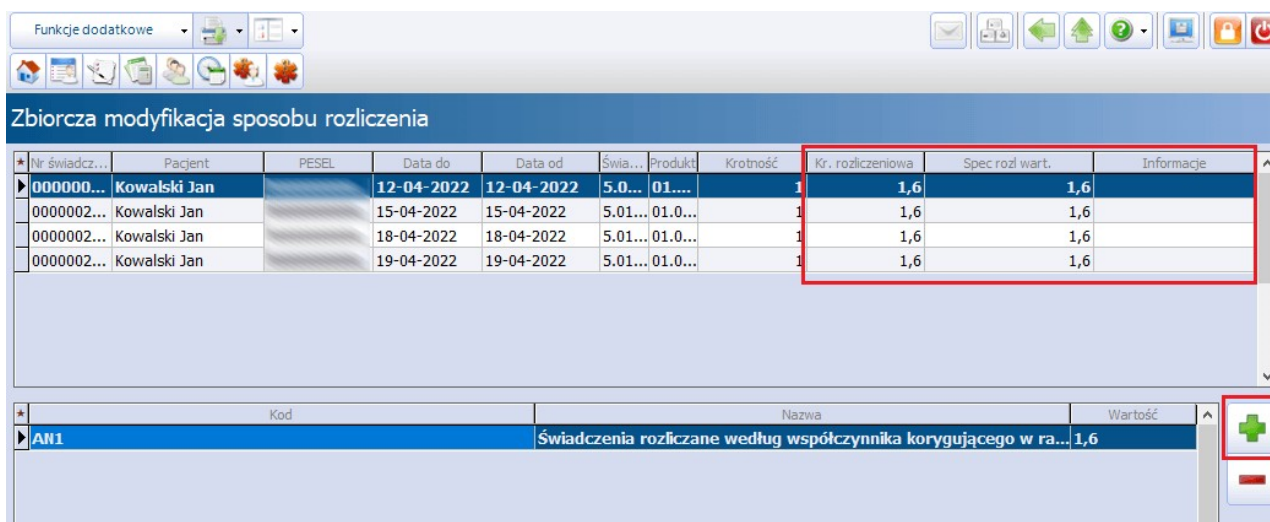 Funkcje dodatkowe
Zbiorcza modyfikacja sposobu rozliczenia
Nr świadcz... Pacjent PESEL Data do Data od Świa... Produkt Krotność Kr. rozliczeniowa Spec rozl wart. Informacje
000000... Kowalski Jan 12-04-2022 12-04-2022 5.0... 01.... 1 1,6 1,6
0000002... Kowalski Jan 15-04-2022 15-04-2022 5.01... 01.0... 1 1,6 1,6
0000002... Kowalski Jan 18-04-2022 18-04-2022 5.01... 01.0... 1 1,6 1,6
0000002... Kowalski Jan 19-04-2022 19-04-2022 5.01... 01.0... 1 1,6 1,6
Kod Nazwa Wartość
AN1 Świadczenia rozliczane według współczynnika korygującego w ra... 1,6